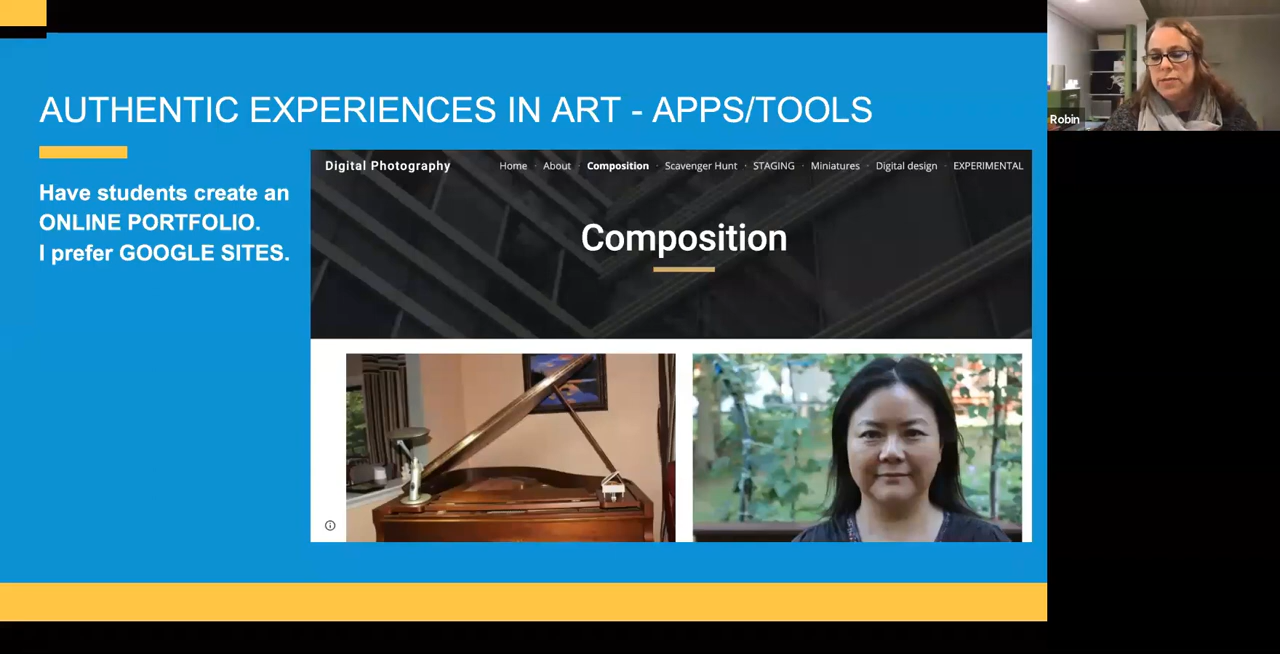 AUTHENTIC EXPERIENCES IN ART - APPS/TOOLS
Have students create an
ONLINE PORTFOLIO.
I prefer GOOGLE SITES.
Digital Photography
Home · About · Composition · Scavenger Hunt · STAGING · Miniatures · Digital design · EXPERIMENTAL
Composition
Robin